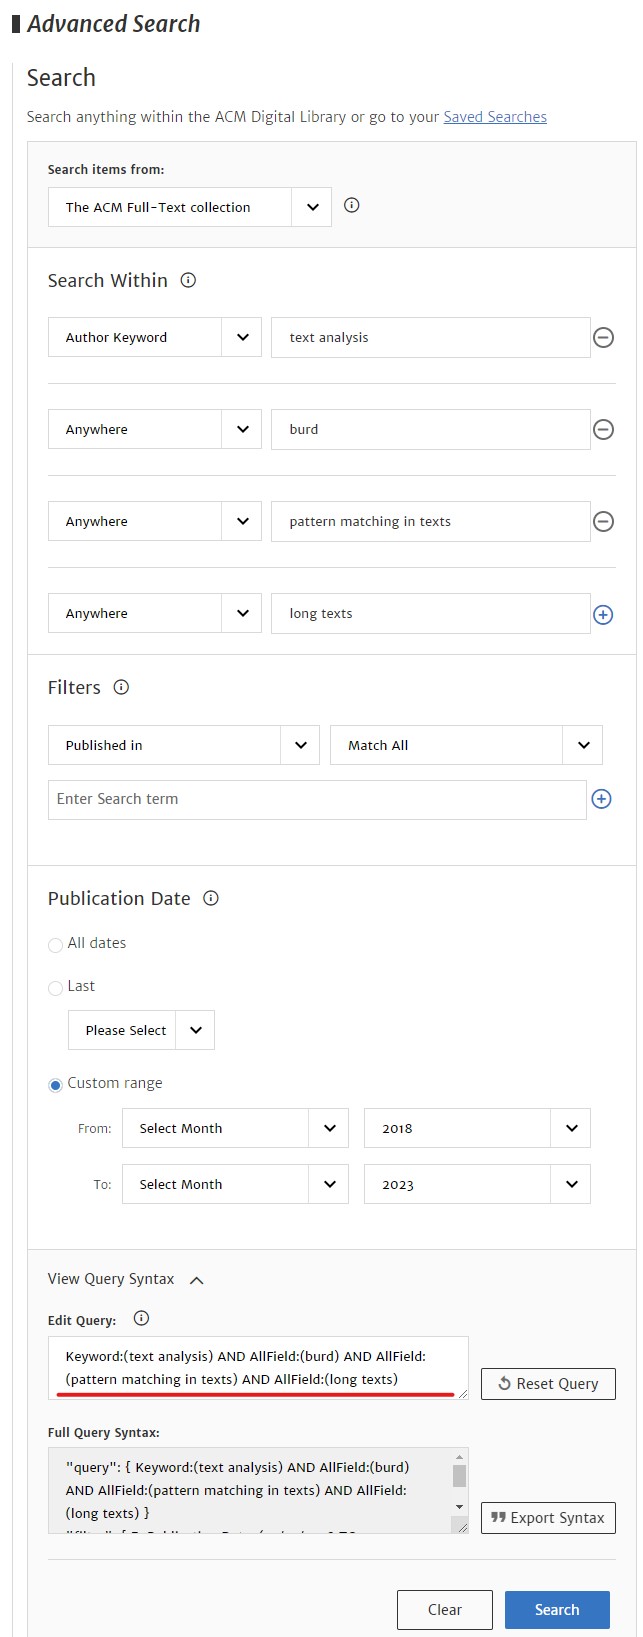 Advanced Search
Search
Search anything within the ACM Digital Library or go to your Saved Searches
Search items from:
The ACM Full-Text collection
Search Within
Author Keyword text analysis
Anywhere burd
Anywhere pattern matching in texts
Anywhere long texts
Filters
Published in Match All
Enter Search term
Publication Date
All dates
Last
Please Select
Custom range
From: Select Month 2018
To: Select Month 2023
View Query Syntax
Edit Query:
Keyword:(text analysis) AND AllField:(burd) AND AllField:
(pattern matching in texts) AND AllField:(long texts)
Reset Query
Full Query Syntax:
"query": { Keyword:(text analysis) AND AllField:(burd)
AND AllField:(pattern matching in texts) AND AllField:
(long texts) }
Export Syntax
Clear Search